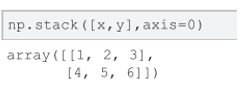 np.stack([x,y],axis=0)
array([[1, 2, 3],
       [4, 5, 6]])